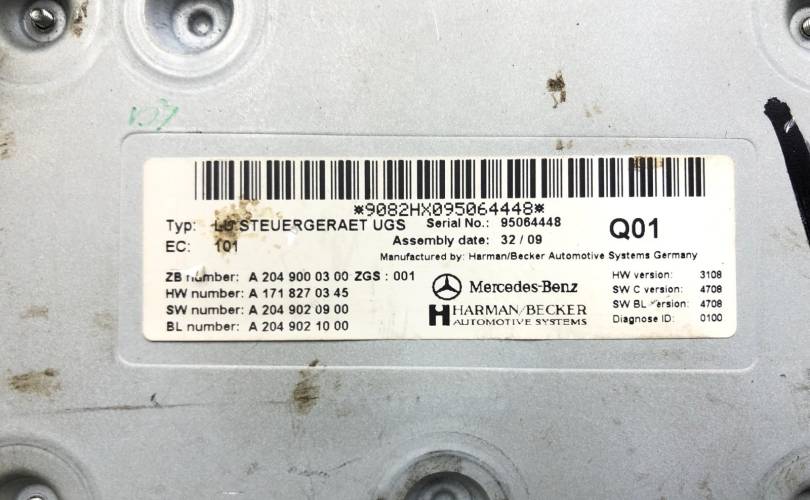 *9082HX095064448*
Typ: LG STEUERGERAET UGS Serial No.: 95064448 Q01
EC: 101 Assembly date: 32 / 09
Manufactured by: Harman/Becker Automotive Systems Germany
ZB number: A 204 900 03 00 ZGS : 001 HW version: 3108
HW number: A 171 827 03 45 Mercedes-Benz SW C version: 4708
SW number: A 204 902 09 00 HARMAN/BECKER SW BL version: 4708
BL number: A 204 902 10 00 AUTOMOTIVE SYSTEMS Diagnose ID: 0100